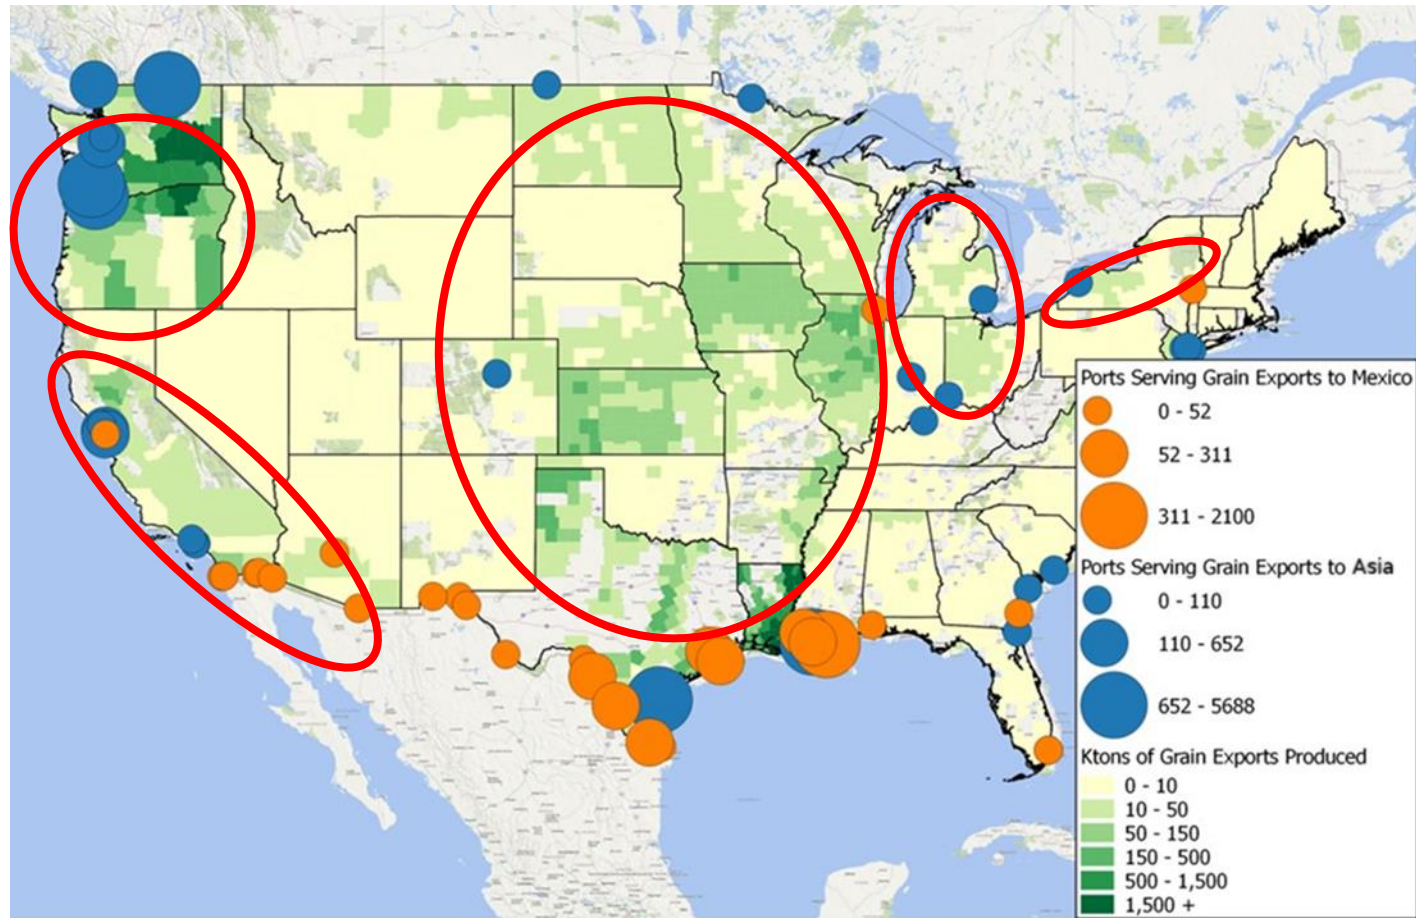 Ports Serving Grain Exports to Mexico
0 - 52
52 - 311
311 - 2100
Ports Serving Grain Exports to Asia
0 - 110
110 - 652
652 - 5688
Ktons of Grain Exports Produced
0 - 10
10 - 50
50 - 150
150 - 500
500 - 1,500
1,500 +